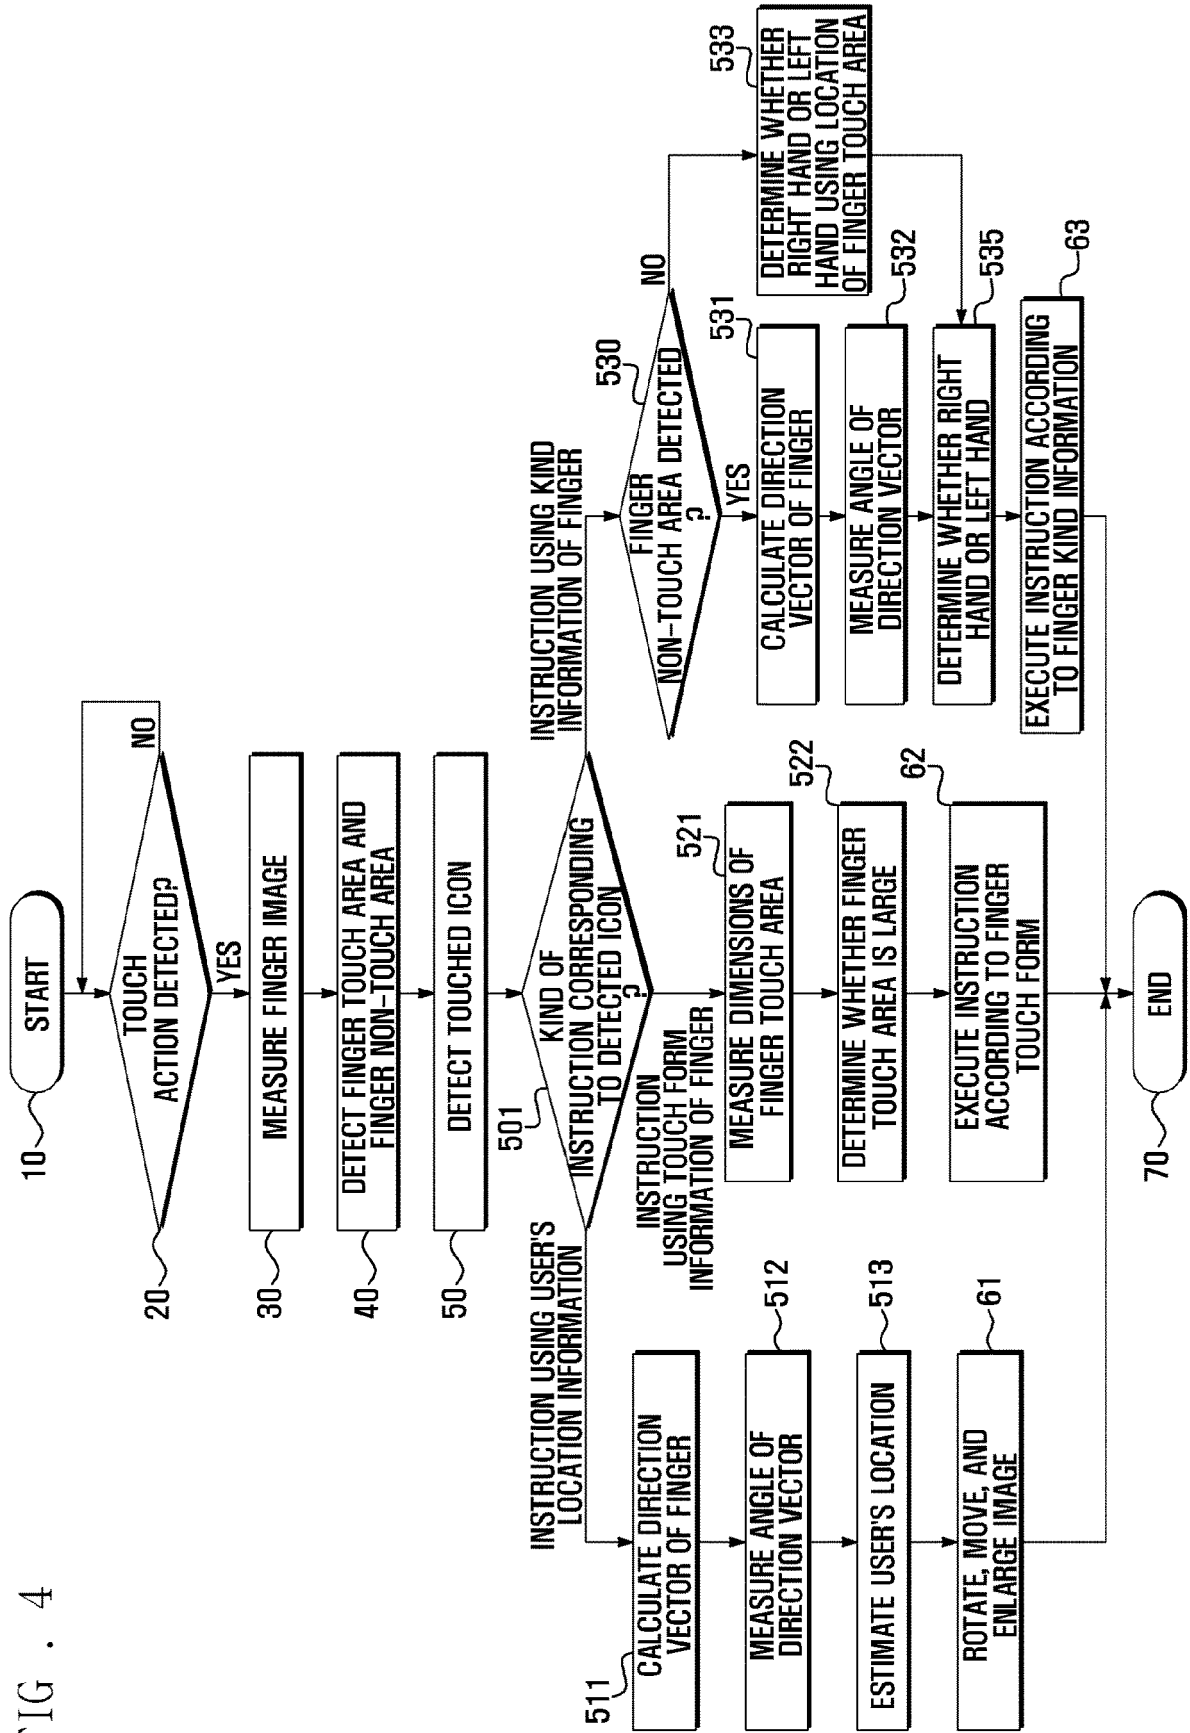 FIG . 4
10
START
20
TOUCH
ACTION DETECTED?
NO
YES
30
MEASURE FINGER IMAGE
40
DETECT FINGER TOUCH AREA AND
FINGER NON-TOUCH AREA
50
DETECT TOUCHED ICON
501
KIND OF
INSTRUCTION CORRESPONDING
TO DETECTED ICON
?
INSTRUCTION USING USER'S
LOCATION INFORMATION
511
CALCULATE DIRECTION
VECTOR OF FINGER
512
MEASURE ANGLE OF
DIRECTION VECTOR
513
ESTIMATE USER'S LOCATION
61
ROTATE, MOVE, AND
ENLARGE IMAGE
INSTRUCTION
USING TOUCH FORM
INFORMATION OF FINGER
521
MEASURE DIMENSIONS OF
FINGER TOUCH AREA
522
DETERMINE WHETHER FINGER
TOUCH AREA IS LARGE
62
EXECUTE INSTRUCTION
ACCORDING TO FINGER
TOUCH FORM
INSTRUCTION USING KIND
INFORMATION OF FINGER
530
FINGER
NON-TOUCH AREA DETECTED
?
NO
YES
531
CALCULATE DIRECTION
VECTOR OF FINGER
532
MEASURE ANGLE OF
DIRECTION VECTOR
533
DETERMINE WHETHER
RIGHT HAND OR LEFT
HAND USING LOCATION
OF FINGER TOUCH AREA
535
DETERMINE WHETHER RIGHT
HAND OR LEFT HAND
63
EXECUTE INSTRUCTION ACCORDING
TO FINGER KIND INFORMATION
70
END